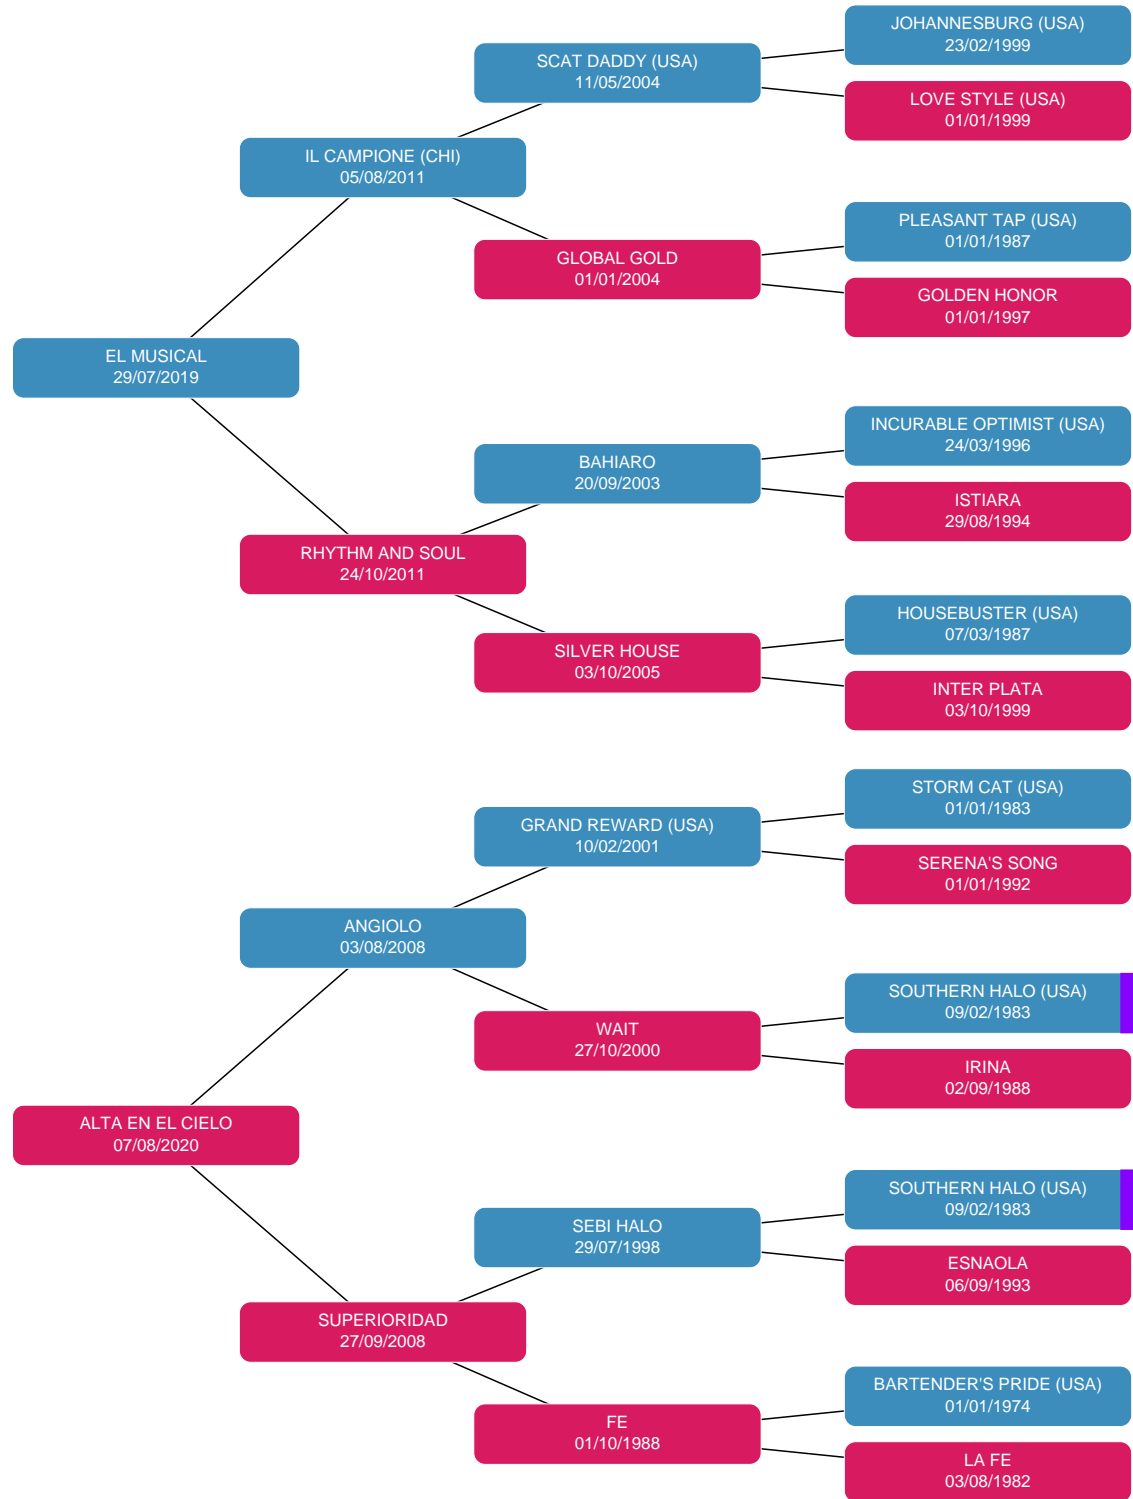 JOHANNESBURG (USA)
23/02/1999
SCAT DADDY (USA)
11/05/2004
LOVE STYLE (USA)
01/01/1999
IL CAMPIONE (CHI)
05/08/2011
PLEASANT TAP (USA)
01/01/1987
GLOBAL GOLD
01/01/2004
GOLDEN HONOR
01/01/1997
EL MUSICAL
29/07/2019
INCURABLE OPTIMIST (USA)
24/03/1996
BAHIARO
20/09/2003
ISTIARA
29/08/1994
RHYTHM AND SOUL
24/10/2011
HOUSEBUSTER (USA)
07/03/1987
SILVER HOUSE
03/10/2005
INTER PLATA
03/10/1999
STORM CAT (USA)
01/01/1983
GRAND REWARD (USA)
10/02/2001
SERENA'S SONG
01/01/1992
ANGIOLO
03/08/2008
SOUTHERN HALO (USA)
09/02/1983
WAIT
27/10/2000
IRINA
02/09/1988
ALTA EN EL CIELO
07/08/2020
SOUTHERN HALO (USA)
09/02/1983
SEBI HALO
29/07/1998
ESNAOLA
06/09/1993
SUPERIORIDAD
27/09/2008
BARTENDER'S PRIDE (USA)
01/01/1974
FE
01/10/1988
LA FE
03/08/1982